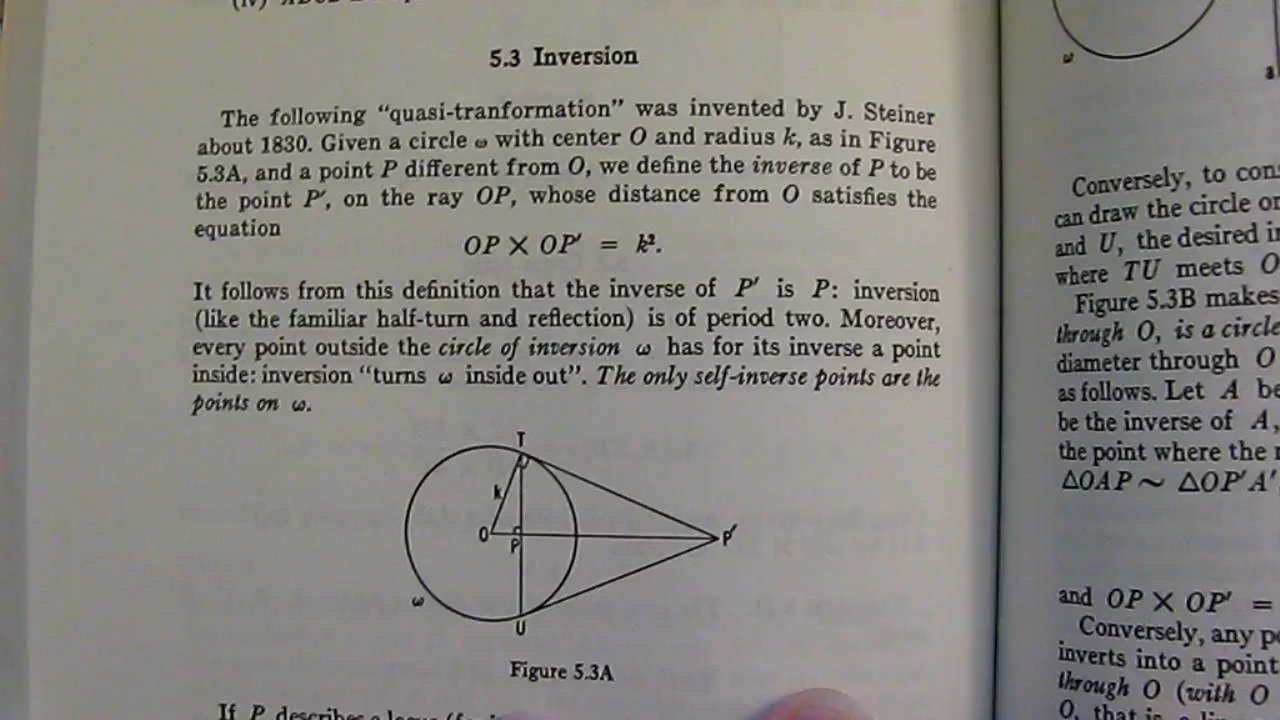 5.3 Inversion
The following “quasi-tranformation” was invented by J. Steiner
about 1830. Given a circle ω with center O and radius k, as in Figure
5.3A, and a point P different from O, we define the inverse of P to be
the point P′, on the ray OP, whose distance from O satisfies the
equation
OP × OP′ = k².
It follows from this definition that the inverse of P′ is P: inversion
(like the familiar half-turn and reflection) is of period two. Moreover,
every point outside the circle of inversion ω has for its inverse a point
inside: inversion “turns ω inside out”. The only self-inverse points are the
points on ω.
T
k
O
P
P′
ω
U
Figure 5.3A
If P describes a locus
ω
a
Conversely, to
can draw the circle
and U, the desired
where TU meets O
Figure 5.3B makes
through O, is a circle
diameter through O
as follows. Let A
be the inverse of A,
the point where the
ΔOAP ~ ΔOP′A′
and OP × OP′ =
Conversely, any
inverts into a point
through O (with O
O, that is